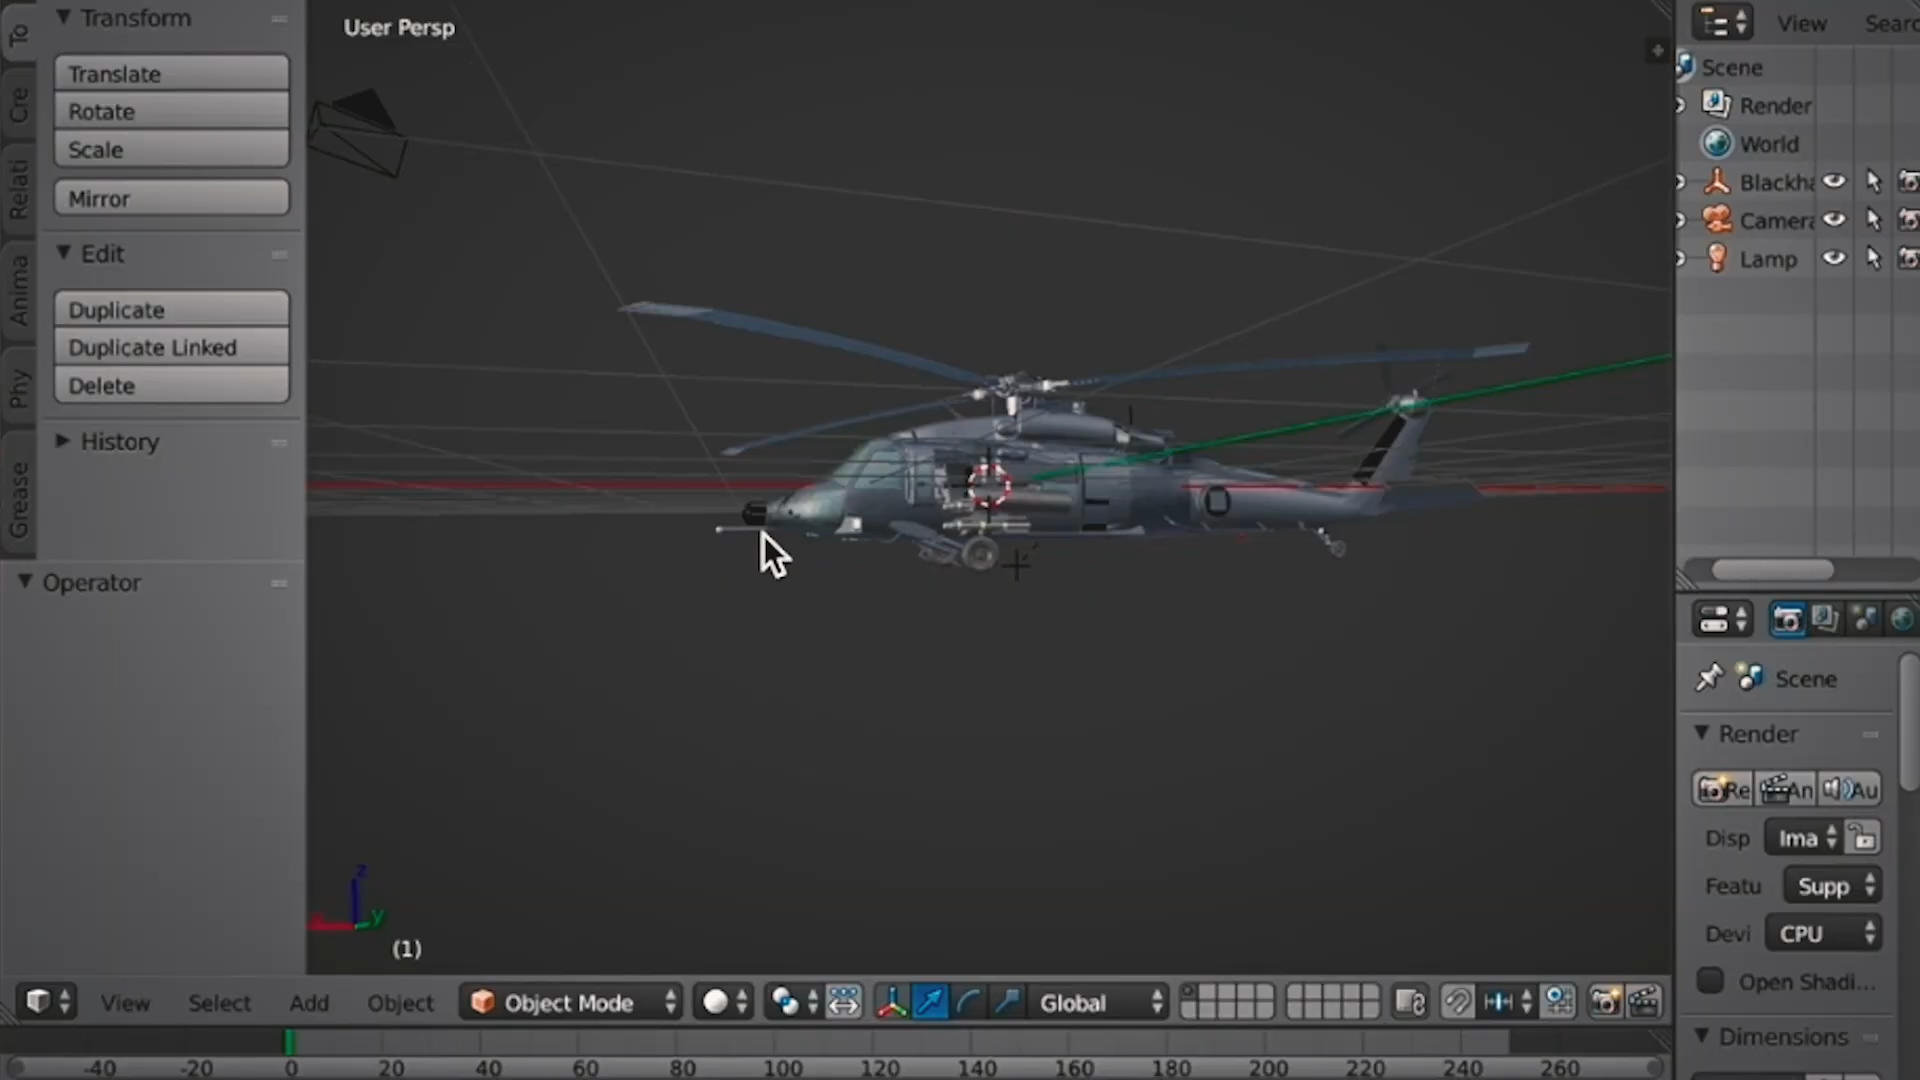 To
Cre
Relati
Anima
Phy
Grease
Transform
Translate
Rotate
Scale
Mirror
Edit
Duplicate
Duplicate Linked
Delete
History
Operator
User Persp
z
y
(1)
View Select Add Object Object Mode Global
-40 -20 0 20 40 60 80 100 120 140 160 180 200 220 240 260
View Searc
Scene
Render
World
Blackha
Camera
Lamp
Scene
Render
Re An Au
Disp Ima
Featu Supp
Devi CPU
Open Shadi...
Dimensions